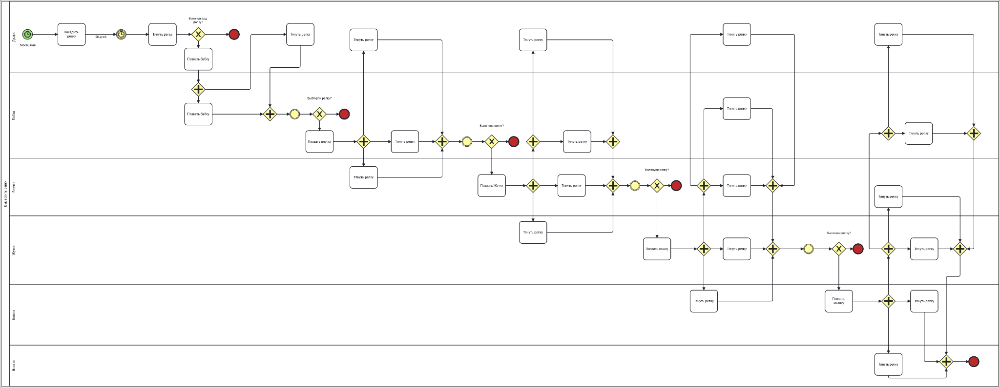 Вырастить репку
Дедка
Месяц май
Посадить
репку
50 дней
Тянуть репку
Вытянул дед
репку?
Позвать бабку
Тянуть репку
Тянуть репку
Тянуть репку
Тянуть репку
Тянуть репку
Бабка
Позвать бабку
Вытянули репку?
Позвать внучку
Тянуть репку
Вытянули репку?
Тянуть репку
Тянуть репку
Тянуть репку
Внучка
Тянуть репку
Позвать Жучку
Тянуть репку
Вытянули репку?
Тянуть репку
Тянуть репку
Жучка
Тянуть репку
Позвать кошку
Тянуть репку
Вытянули репку?
Тянуть репку
Кошка
Тянуть репку
Позвать
мышку
Тянуть репку
Мышка
Тянуть репку